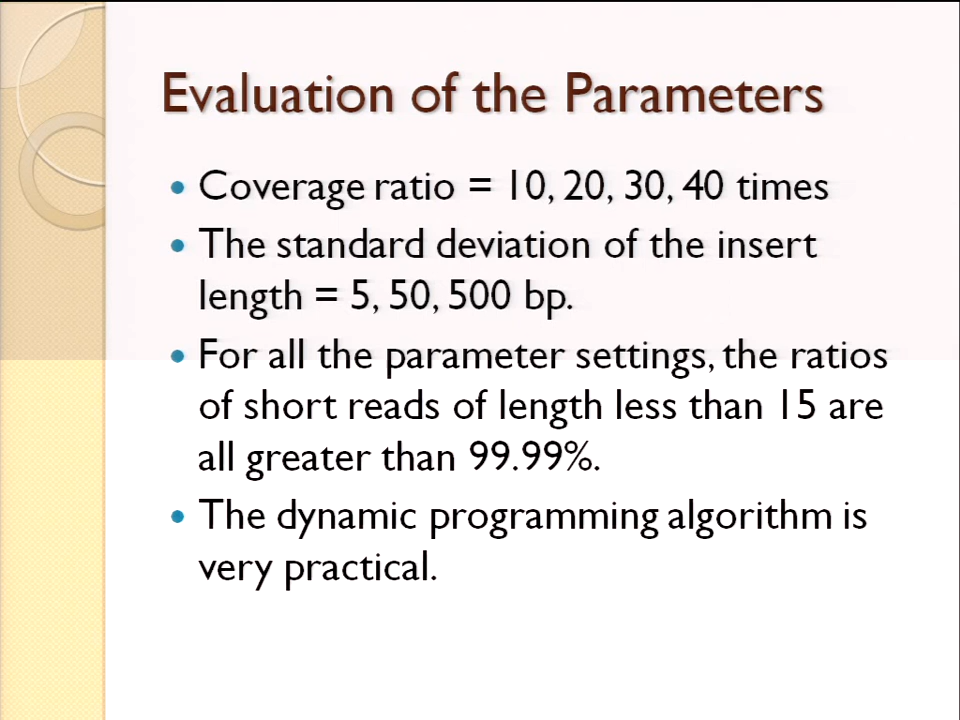 Evaluation of the Parameters
• Coverage ratio = 10, 20, 30, 40 times
• The standard deviation of the insert
length = 5, 50, 500 bp.
• For all the parameter settings, the ratios
of short reads of length less than 15 are
all greater than 99.99%.
• The dynamic programming algorithm is
very practical.